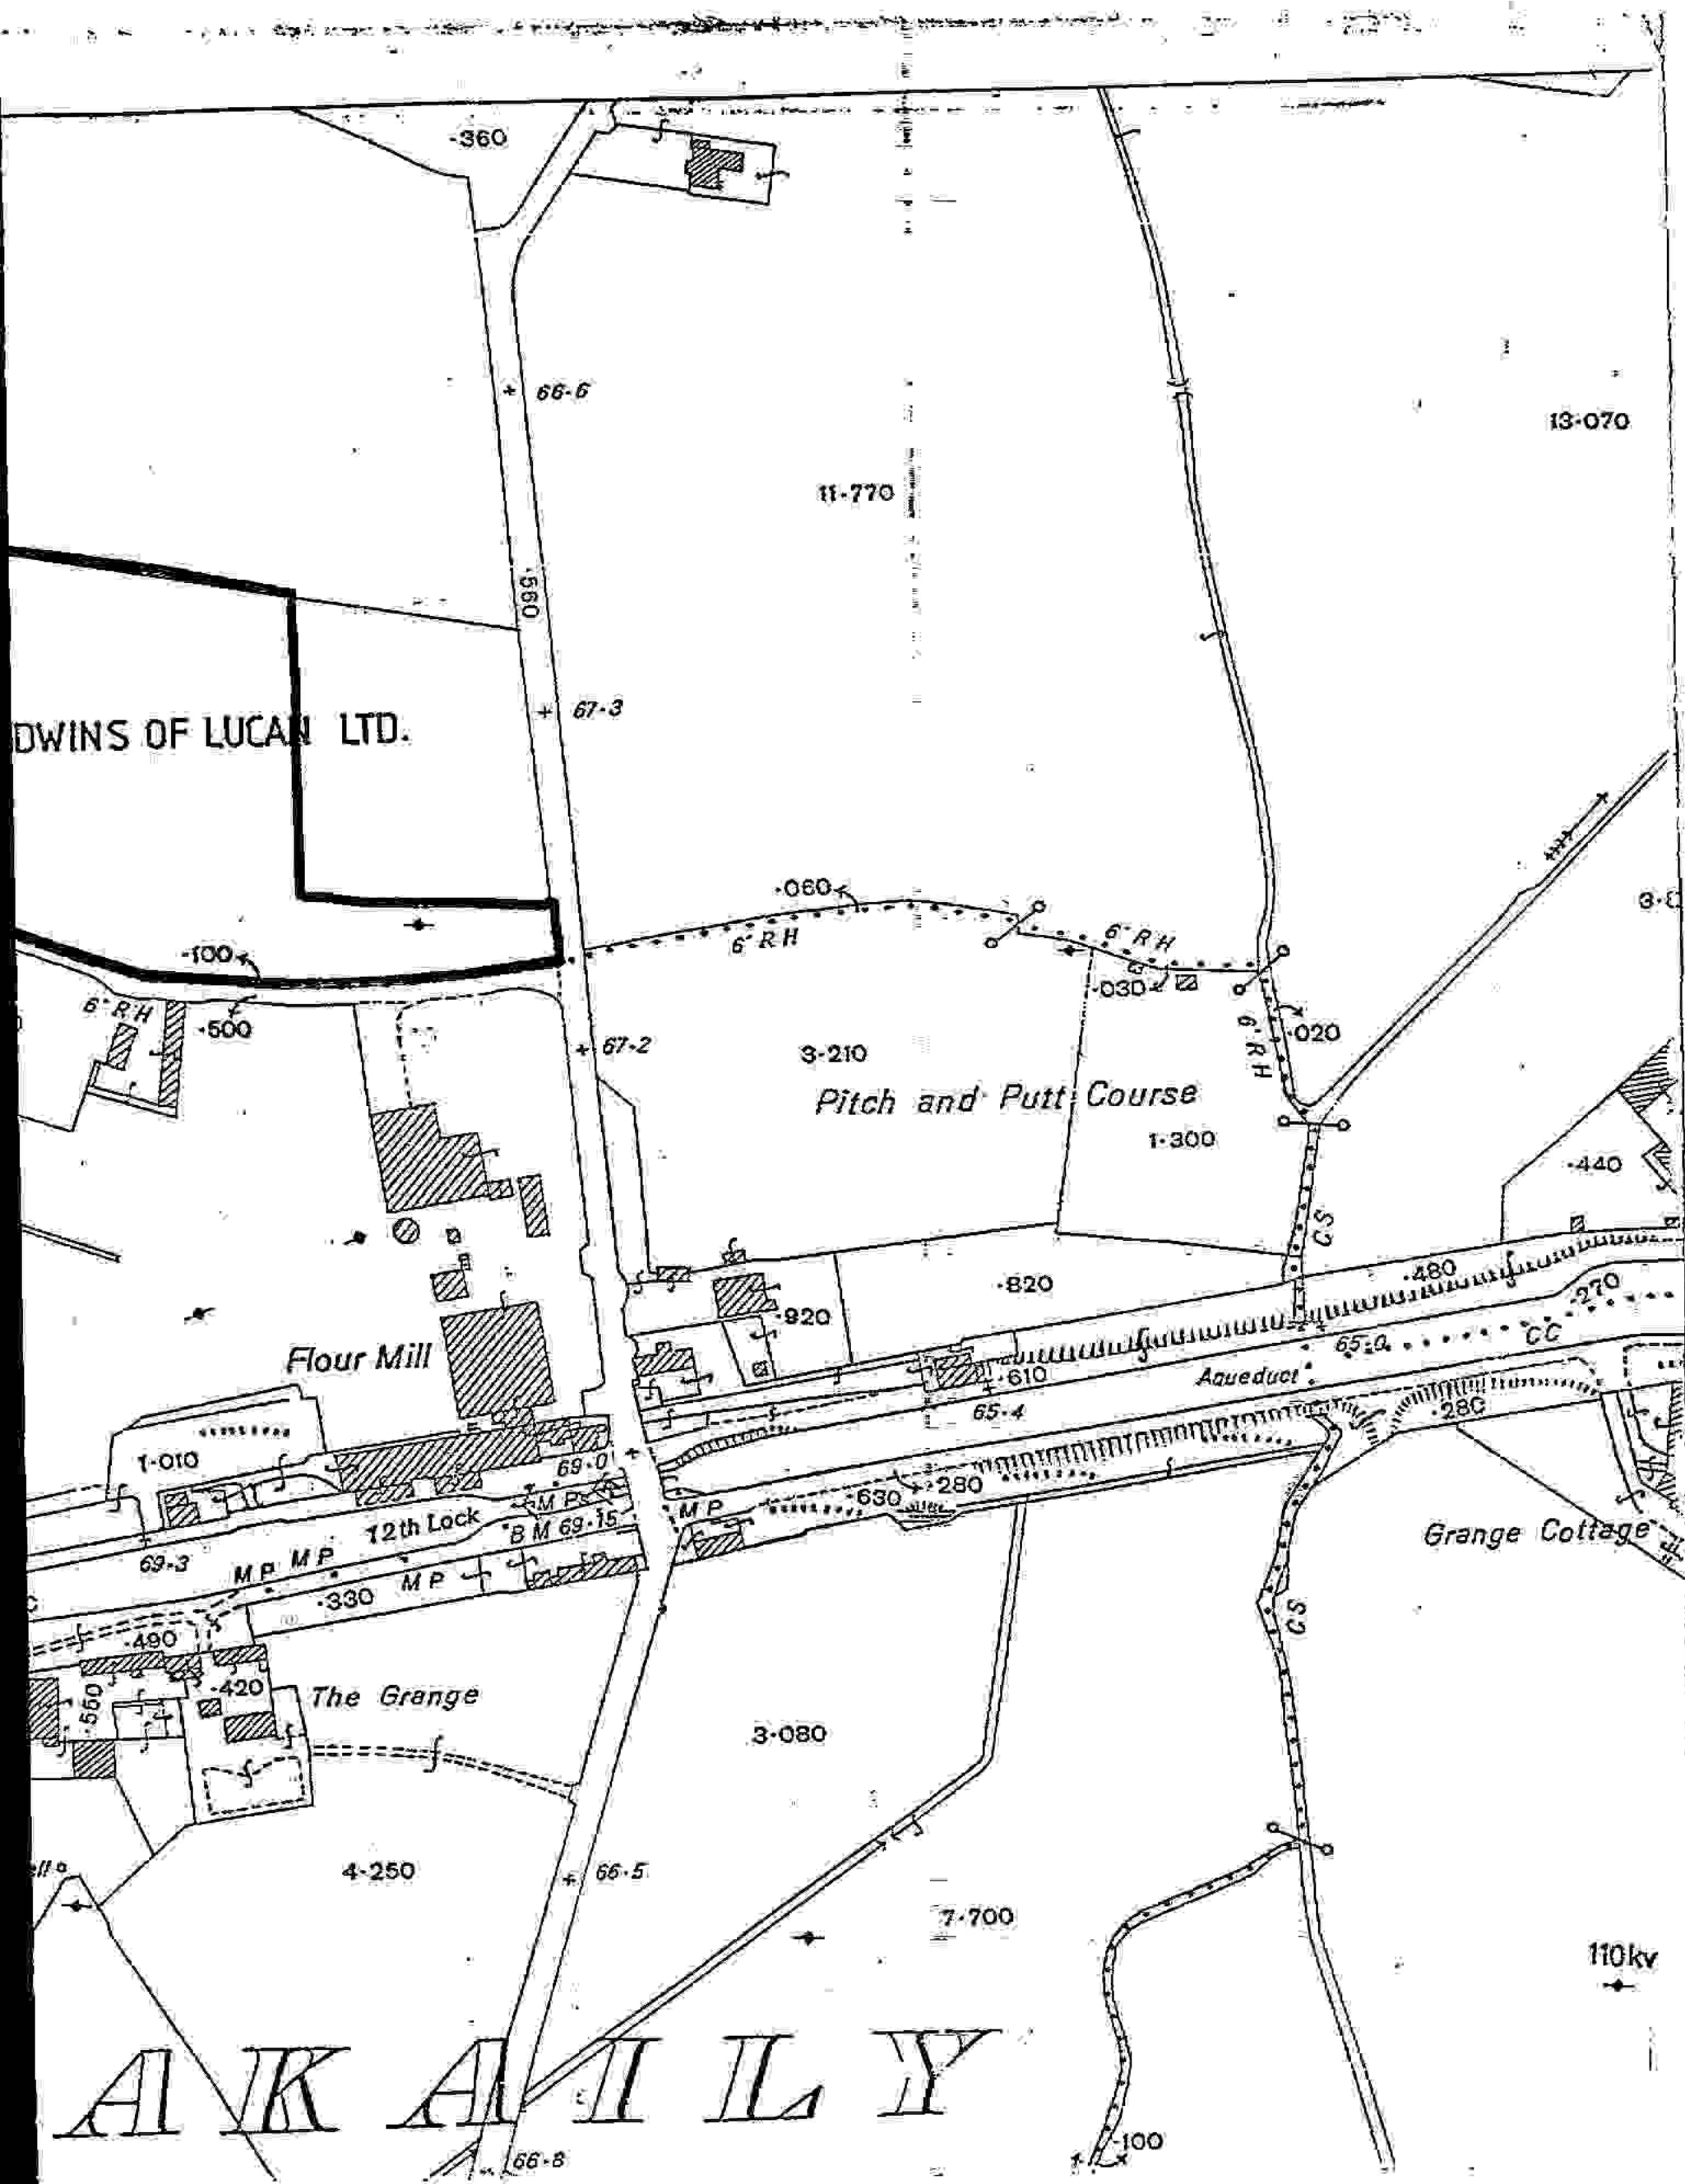 ·360
66·6
13·070
11·770
·560
67·3
DWINS OF LUCAN LTD.
·060
6' R H
6' R H
·100
·030
6' R H
·500
67·2
3·210
·020
6' R H
Pitch and Putt Course
1·300
·440
CS
·480
·820
·270
·920
Flour Mill
65·0
CC
Aqueduct
·610
65·4
·280
1·010
69·0
·280
·630
M Ps
M P
12th Lock
B M 69·15
Grange Cottage
69·3
M P
M P
M P
·330
CS
·490
·420
The Grange
·550
3·080
4·250
66·5
7·700
110kv
A K A I L Y
·100
66·8